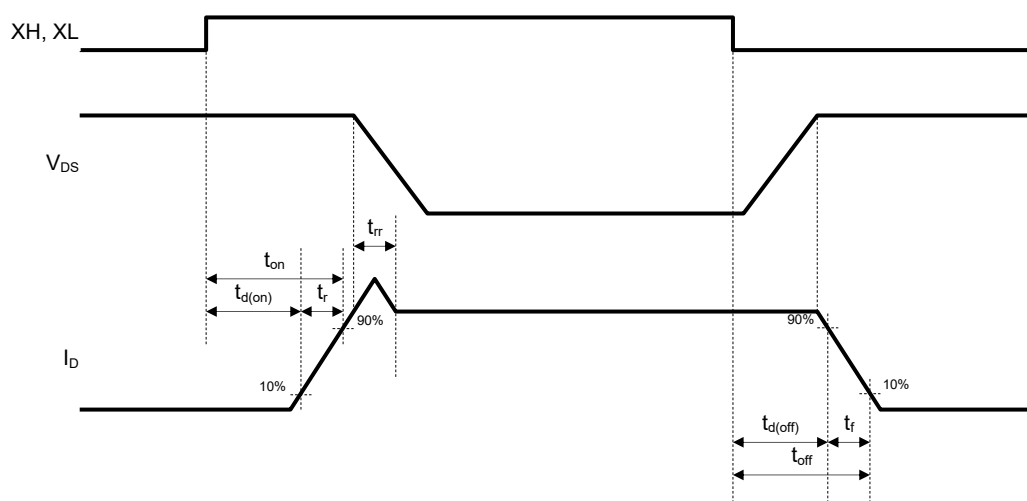 XH, XL
VDS
trr
ton
td(on)
tr
90%
90%
ID
10%
10%
td(off)
tf
toff